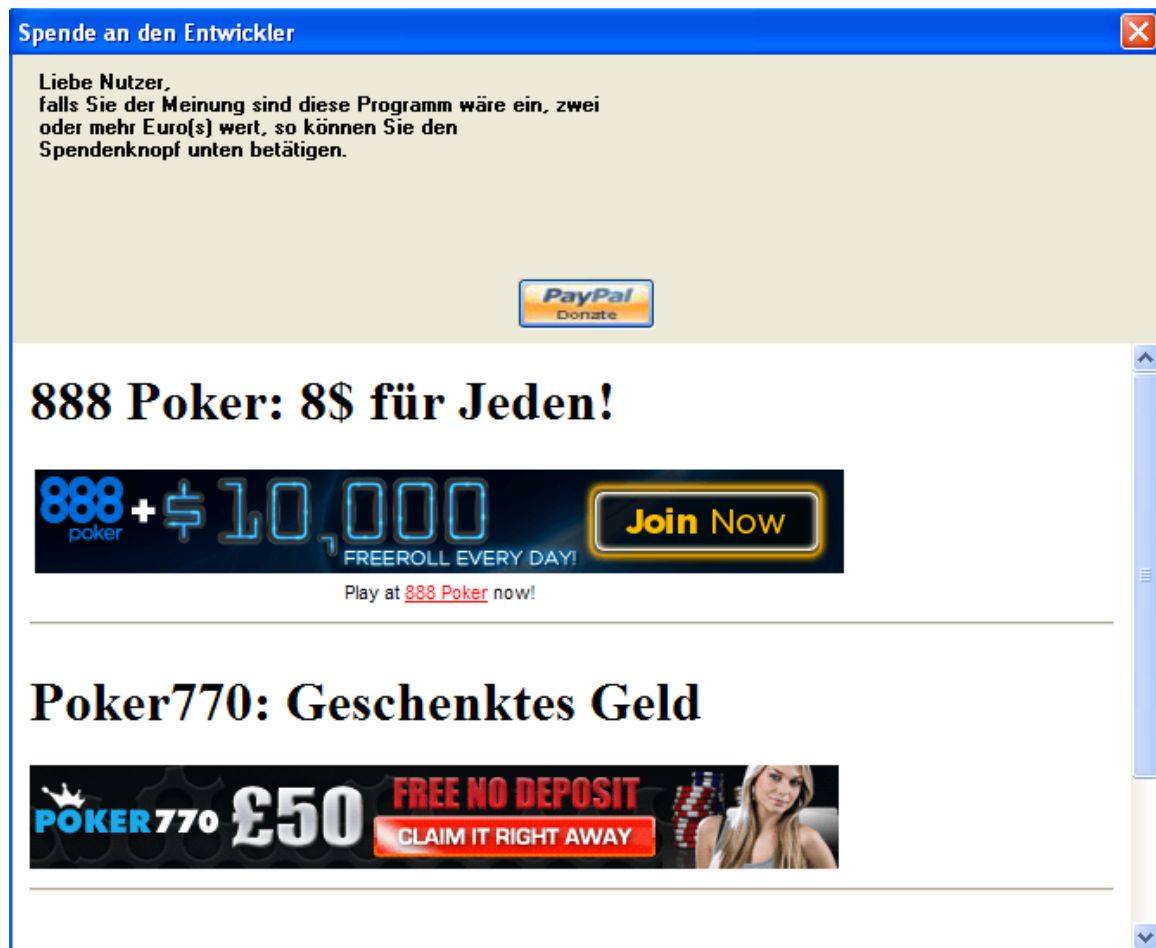 Spende an den Entwickler
Liebe Nutzer,
falls Sie der Meinung sind diese Programm wäre ein, zwei
oder mehr Euro(s) wert, so können Sie den
Spendenknopf unten betätigen.
PayPal
Donate
888 Poker: 8$ für Jeden!
888 + $10,000 Join Now
poker
FREEROLL EVERY DAY!
Play at 888 Poker now!
Poker770: Geschenktes Geld
POKER 770 £50 FREE NO DEPOSIT
CLAIM IT RIGHT AWAY